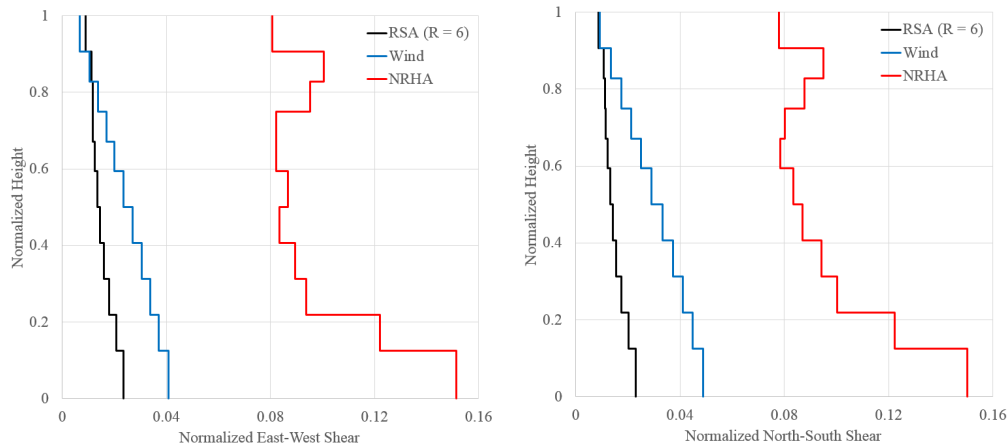 1
0.8
0.6
0.4
0.2
0
Normalized Height
0
0.04
0.08
0.12
0.16
Normalized East-West Shear
RSA (R = 6)
Wind
NRHA
1
0.8
0.6
0.4
0.2
0
Normalized Height
0
0.04
0.08
0.12
0.16
Normalized North-South Shear
RSA (R = 6)
Wind
NRHA